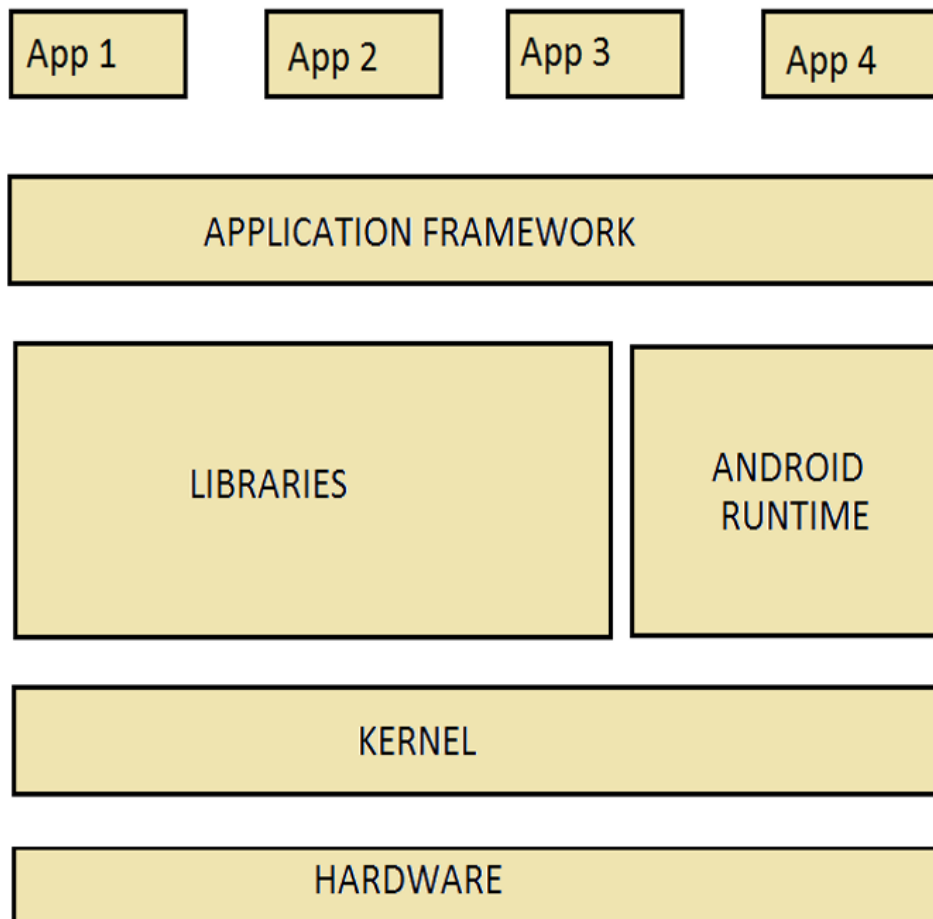 App 1
App 2
App 3
App 4
APPLICATION FRAMEWORK
LIBRARIES
ANDROID
RUNTIME
KERNEL
HARDWARE